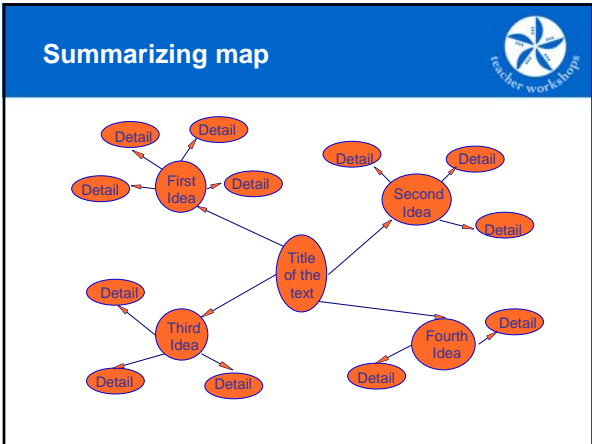 Summarizing map
teacher workshops
Detail
Detail
Detail
First
Idea
Detail
Detail
Detail
Second
Idea
Detail
Title
of the
text
Detail
Third
Idea
Detail
Detail
Detail
Fourth
Idea
Detail